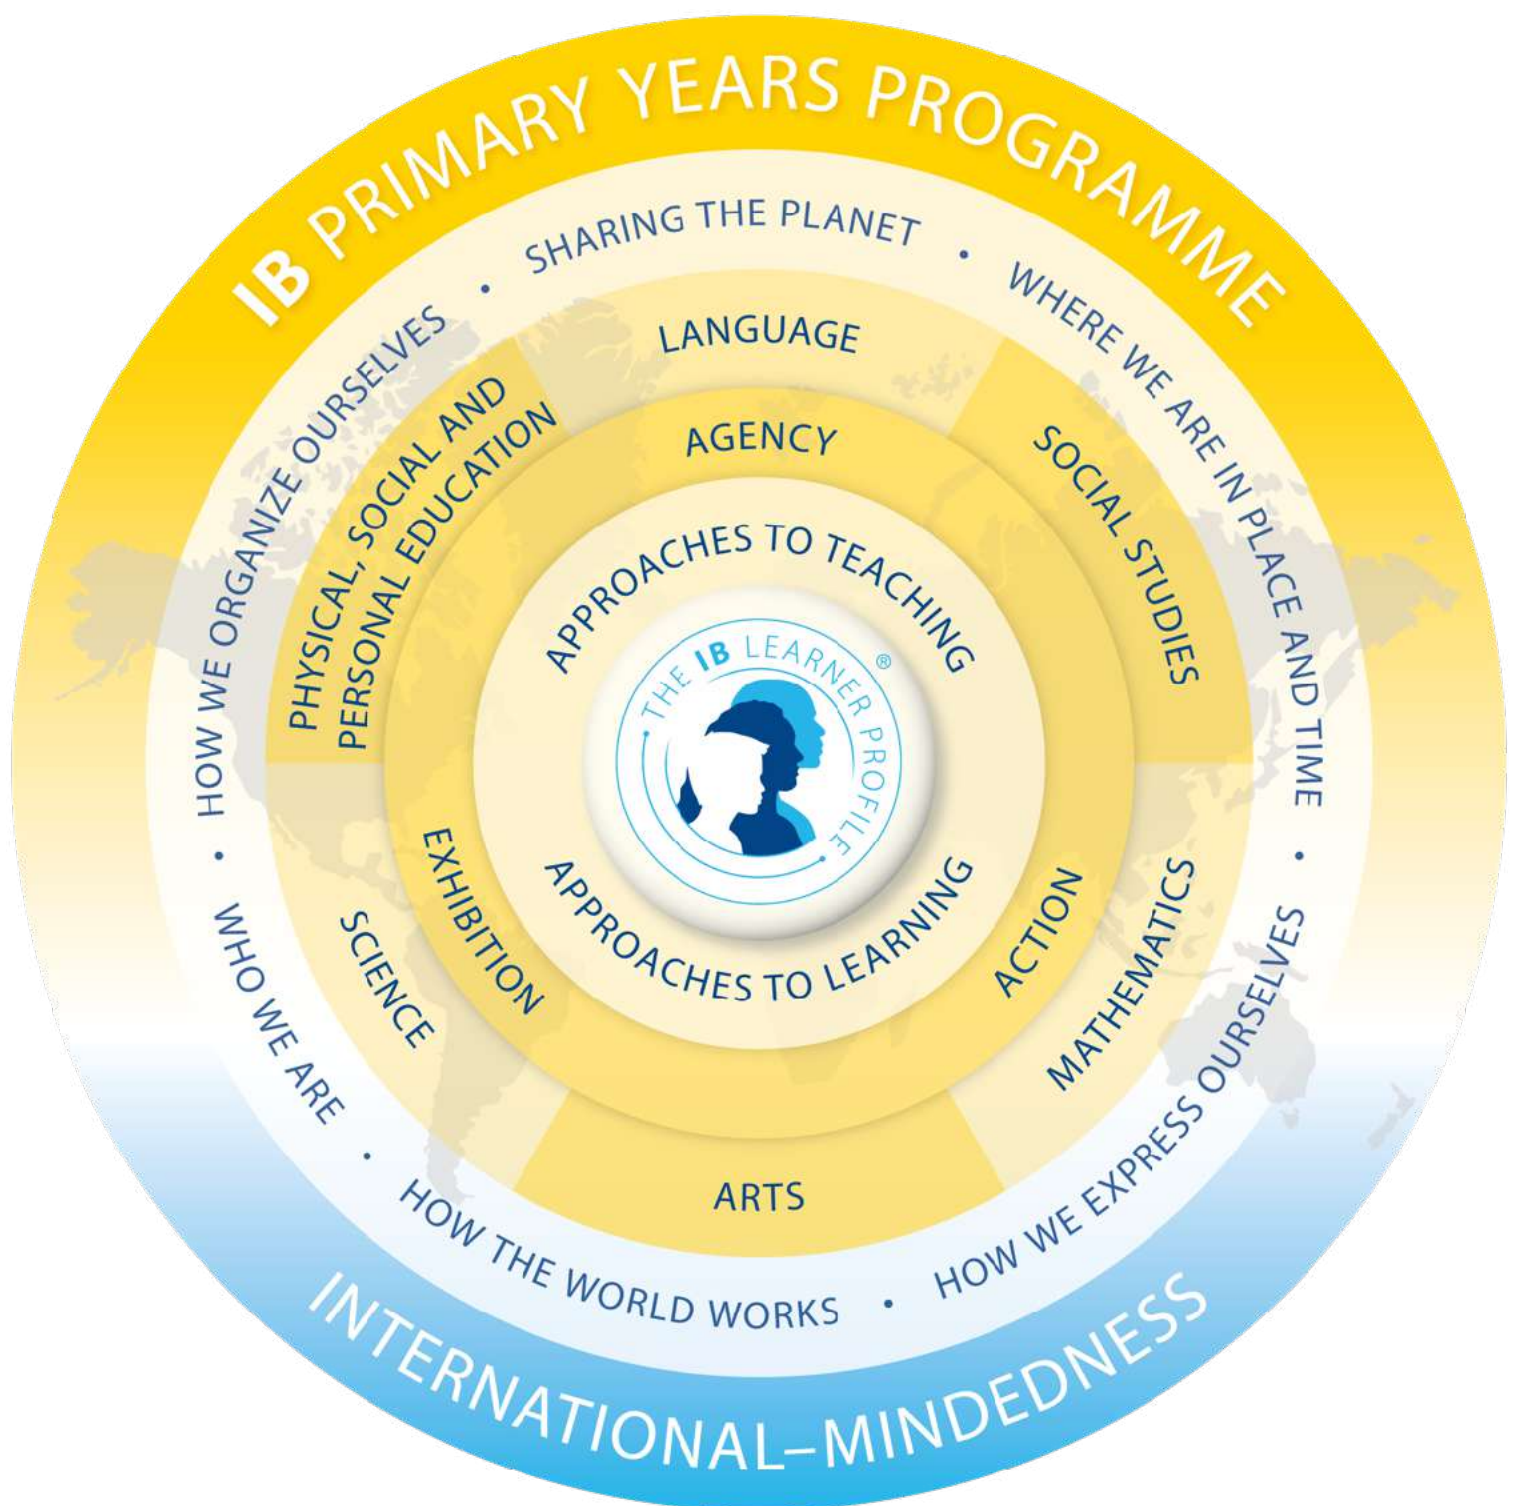 IB PRIMARY YEARS PROGRAMME
SHARING THE PLANET
•
WHERE WE ARE IN PLACE AND TIME
•
HOW WE EXPRESS OURSELVES
•
HOW THE WORLD WORKS
•
WHO WE ARE
•
HOW WE ORGANIZE OURSELVES
•
LANGUAGE
SOCIAL STUDIES
MATHEMATICS
ARTS
SCIENCE
PHYSICAL, SOCIAL AND
PERSONAL EDUCATION
AGENCY
ACTION
EXHIBITION
APPROACHES TO TEACHING
THE IB LEARNER PROFILE®
APPROACHES TO LEARNING
INTERNATIONAL–MINDEDNESS